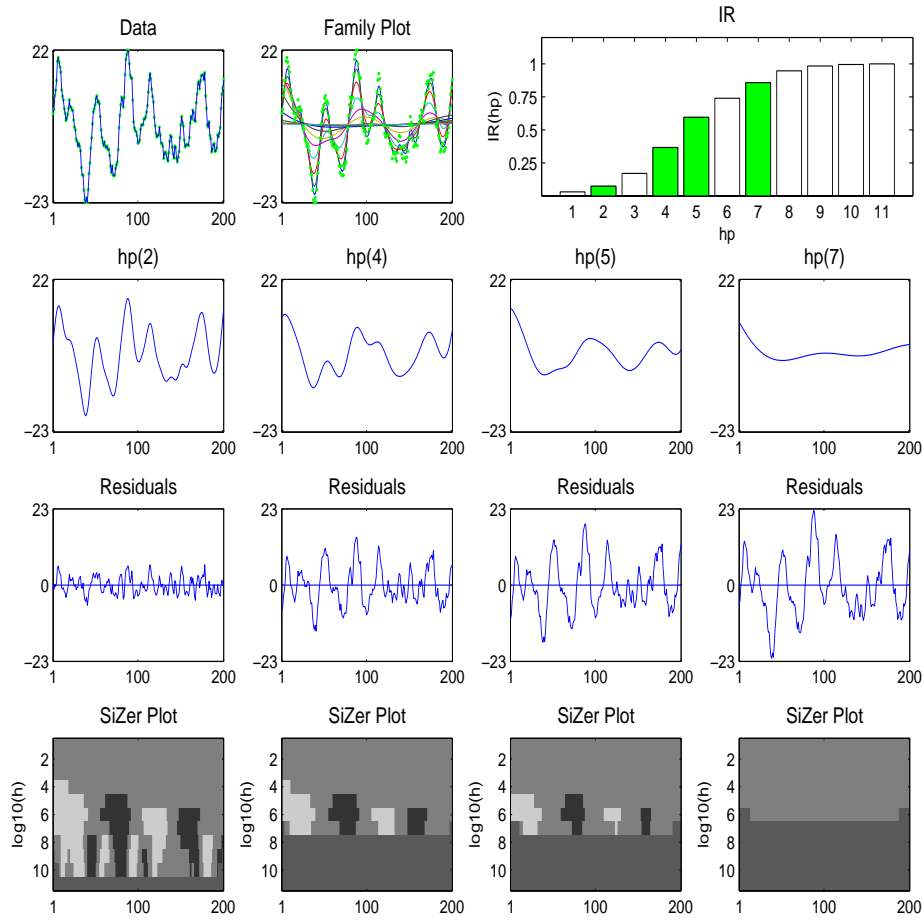 Data
22
−23
1 100 200
Family Plot
22
−23
1 100 200
IR
IR(hp)
1
0.75
0.5
0.25
1 2 3 4 5 6 7 8 9 10 11
hp
hp(2)
22
−23
1 100 200
hp(4)
22
−23
1 100 200
hp(5)
22
−23
1 100 200
hp(7)
22
−23
1 100 200
Residuals
23
0
−23
1 100 200
Residuals
23
0
−23
1 100 200
Residuals
23
0
−23
1 100 200
Residuals
23
0
−23
1 100 200
SiZer Plot
log10(h)
2
4
6
8
10
1 100 200
SiZer Plot
log10(h)
2
4
6
8
10
1 100 200
SiZer Plot
log10(h)
2
4
6
8
10
1 100 200
SiZer Plot
log10(h)
2
4
6
8
10
1 100 200